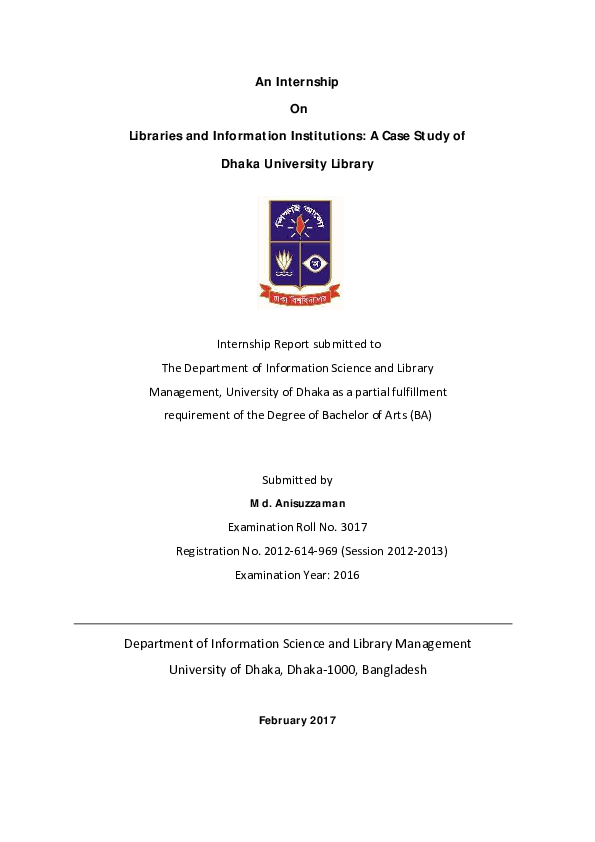 An Internship
On
Libraries and Information Institutions: A Case Study of
Dhaka University Library
শিক্ষাই আলো
অ
ঢাকা বিশ্ববিদ্যালয়
Internship Report submitted to
The Department of Information Science and Library
Management, University of Dhaka as a partial fulfillment
requirement of the Degree of Bachelor of Arts (BA)
Submitted by
Md. Anisuzzaman
Examination Roll No. 3017
Registration No. 2012-614-969 (Session 2012-2013)
Examination Year: 2016
Department of Information Science and Library Management
University of Dhaka, Dhaka-1000, Bangladesh
February 2017